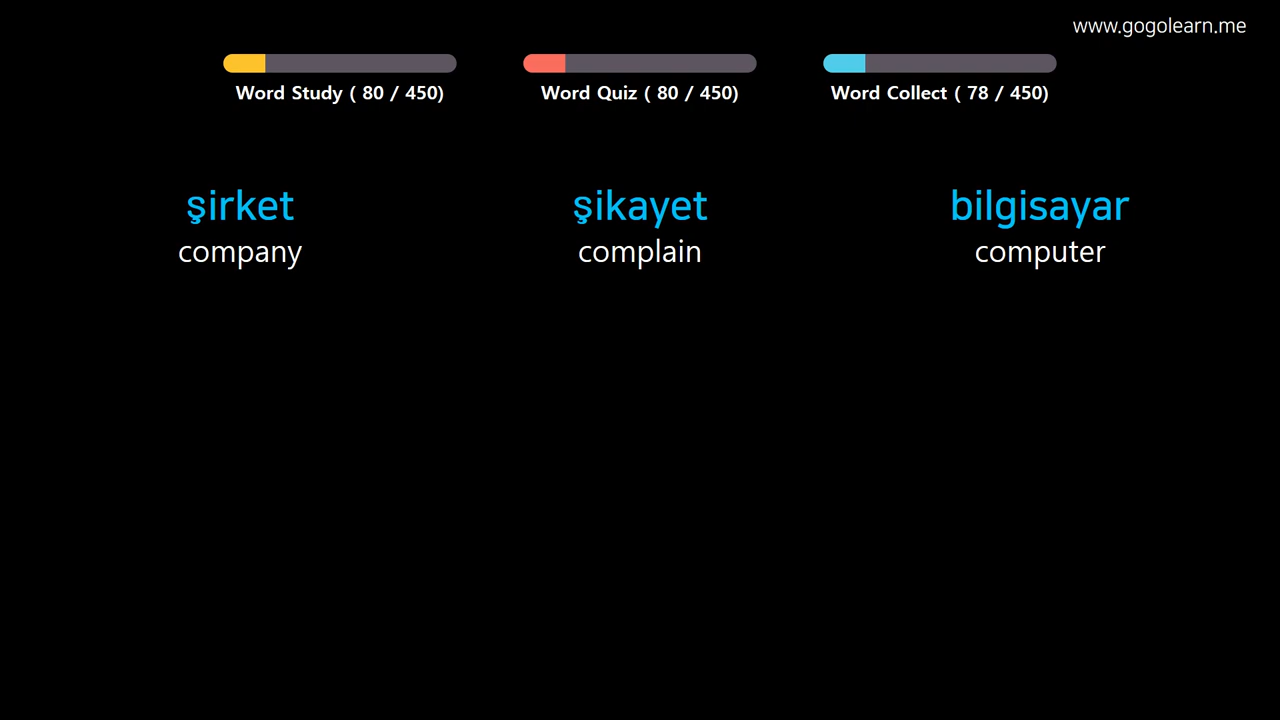 www.gogolearn.me
Word Study ( 80 / 450)
Word Quiz ( 80 / 450)
Word Collect ( 78 / 450)
şirket
company
şikayet
complain
bilgisayar
computer